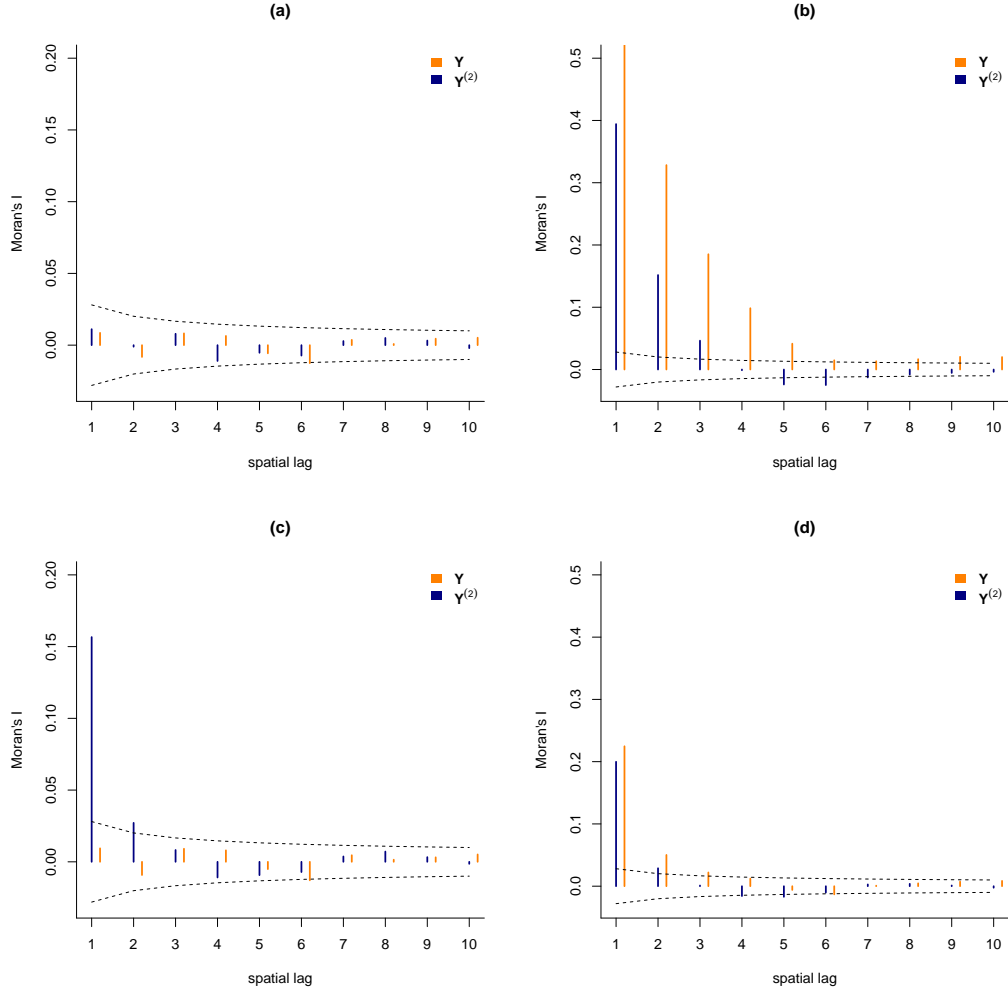 (a)
Y
Y(2)
0.20
0.15
0.10
0.05
0.00
Moran's I
1 2 3 4 5 6 7 8 9 10
spatial lag
(b)
Y
Y(2)
0.5
0.4
0.3
0.2
0.1
0.0
Moran's I
1 2 3 4 5 6 7 8 9 10
spatial lag
(c)
Y
Y(2)
0.20
0.15
0.10
0.05
0.00
Moran's I
1 2 3 4 5 6 7 8 9 10
spatial lag
(d)
Y
Y(2)
0.5
0.4
0.3
0.2
0.1
0.0
Moran's I
1 2 3 4 5 6 7 8 9 10
spatial lag